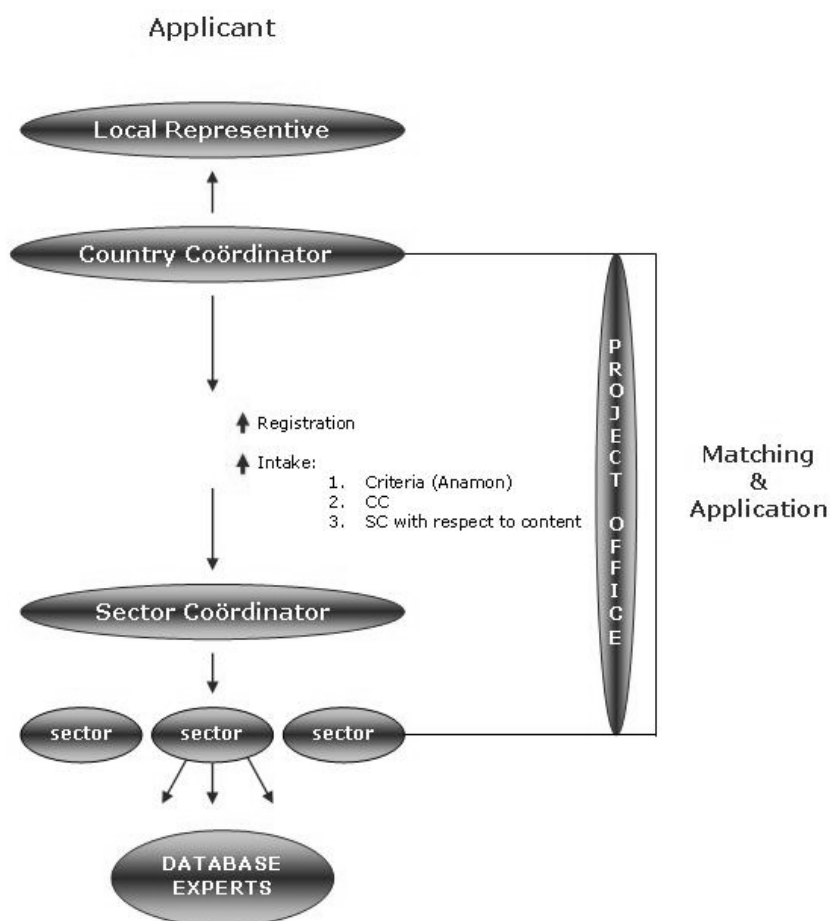 Applicant
Local Representive
Country Coördinator
Registration
Intake:
1. Criteria (Anamon)
2. CC
3. SC with respect to content
Sector Coördinator
sector sector sector
DATABASE
EXPERTS
PROJECT OFFICE
Matching
&
Application